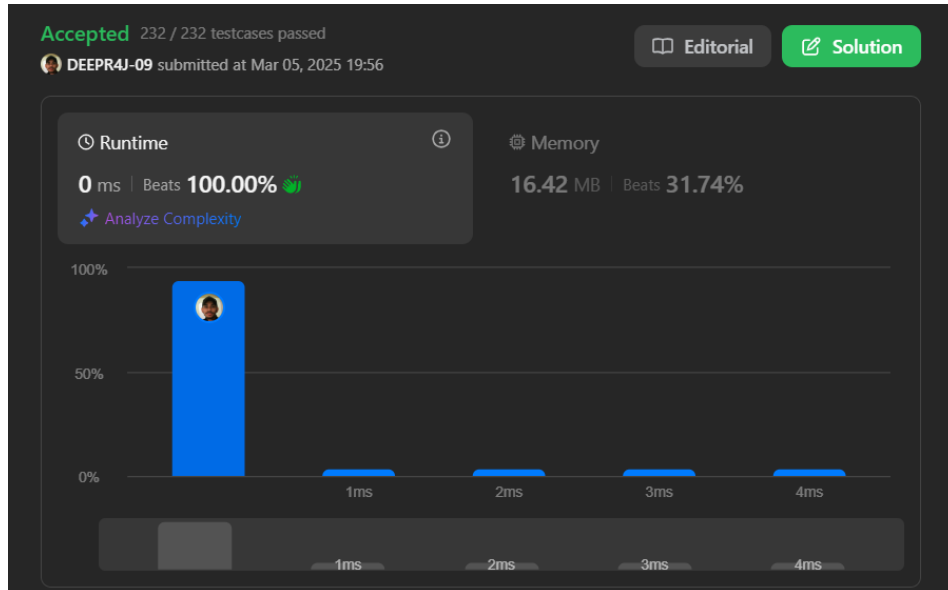 Accepted 232 / 232 testcases passed
Editorial
Solution
DEEPR4J-09 submitted at Mar 05, 2025 19:56
Runtime
Memory
0 ms | Beats 100.00%
16.42 MB | Beats 31.74%
Analyze Complexity
100%
50%
0%
1ms 2ms 3ms 4ms
1ms 2ms 3ms 4ms